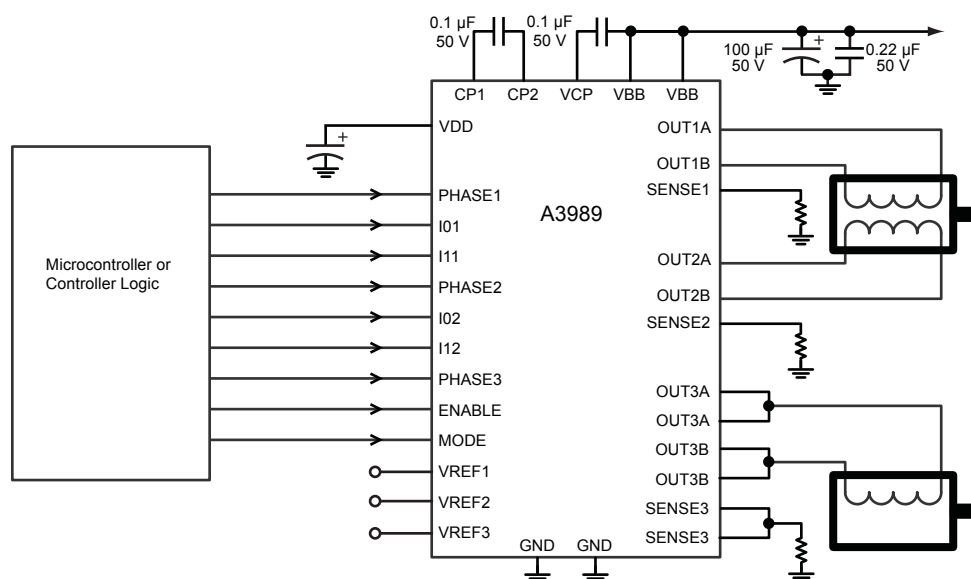 0.1 µF
50 V
0.1 µF
50 V
100 µF
50 V
+
0.22 µF
50 V
CP1
CP2
VCP
VBB
VBB
+
VDD
PHASE1
I01
I11
PHASE2
I02
I12
PHASE3
ENABLE
MODE
VREF1
VREF2
VREF3
Microcontroller or
Controller Logic
A3989
OUT1A
OUT1B
SENSE1
OUT2A
OUT2B
SENSE2
OUT3A
OUT3A
OUT3B
OUT3B
SENSE3
SENSE3
GND
GND